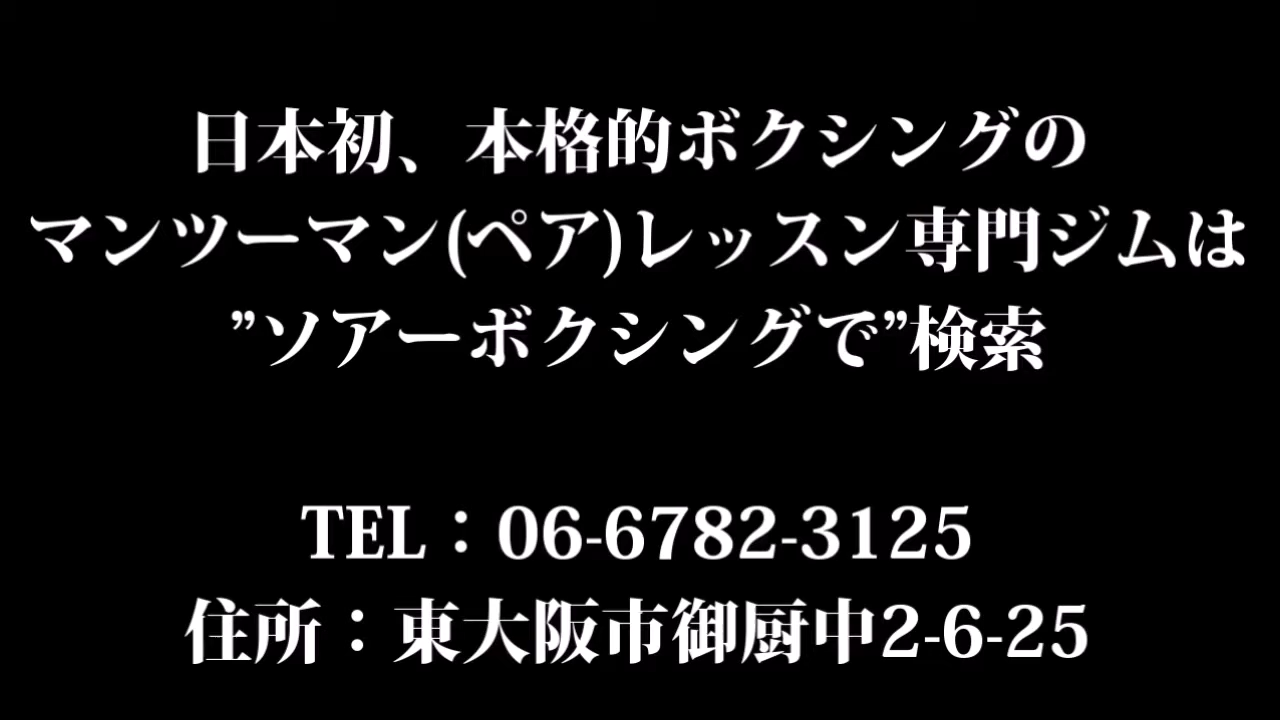 日本初、本格的ボクシングの
マンツーマン(ペア)レッスン専門ジムは
”ソアーボクシングで”検索
TEL：06-6782-3125
住所：東大阪市御厨中2-6-25